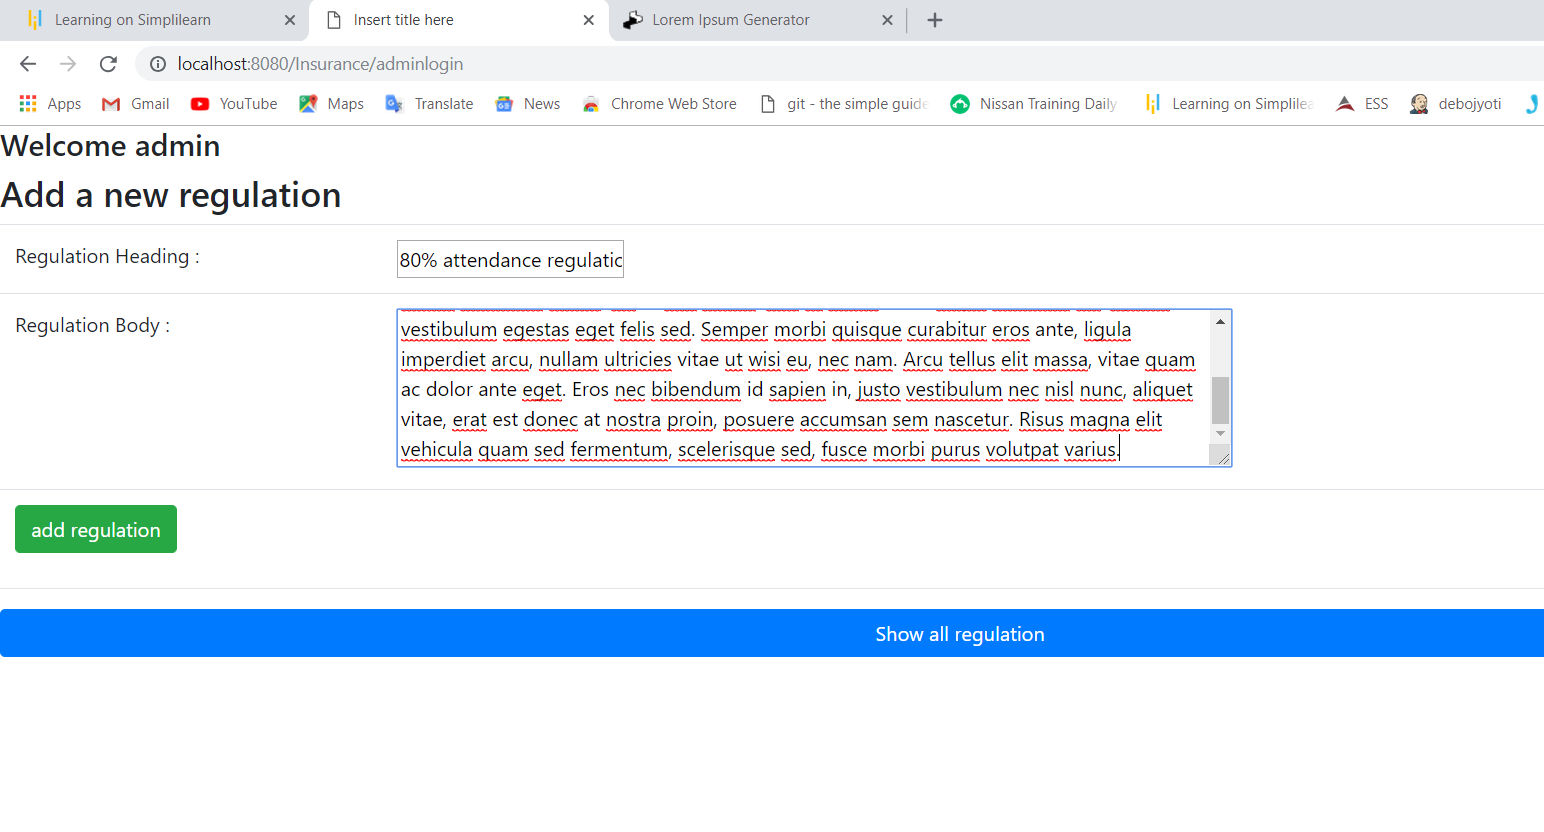 Learning on Simplilearn
Insert title here
Lorem Ipsum Generator
localhost:8080/Insurance/adminlogin
Apps Gmail YouTube Maps Translate News Chrome Web Store git - the simple guide Nissan Training Daily Learning on Simplilea ESS debojyoti
Welcome admin
Add a new regulation
Regulation Heading :
80% attendance regulatic
Regulation Body :
vestibulum egestas eget felis sed. Semper morbi quisque curabitur eros ante, ligula
imperdiet arcu, nullam ultricies vitae ut wisi eu, nec nam. Arcu tellus elit massa, vitae quam
ac dolor ante eget. Eros nec bibendum id sapien in, justo vestibulum nec nisl nunc, aliquet
vitae, erat est donec at nostra proin, posuere accumsan sem nascetur. Risus magna elit
vehicula quam sed fermentum, scelerisque sed, fusce morbi purus volutpat varius.
add regulation
Show all regulation